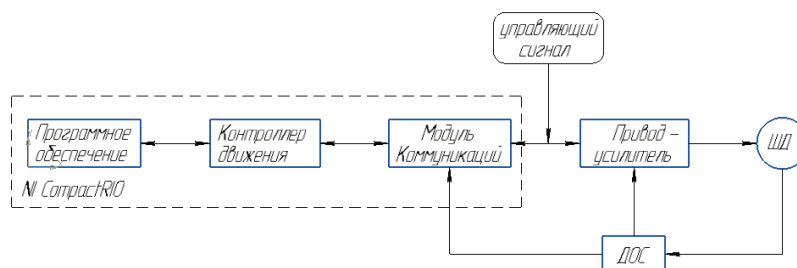 управляющий
сигнал
Программное
обеспечение
Контроллер
движения
Модуль
Коммуникаций
Привод –
усилитель
ШД
NI CompactRIO
ДОС